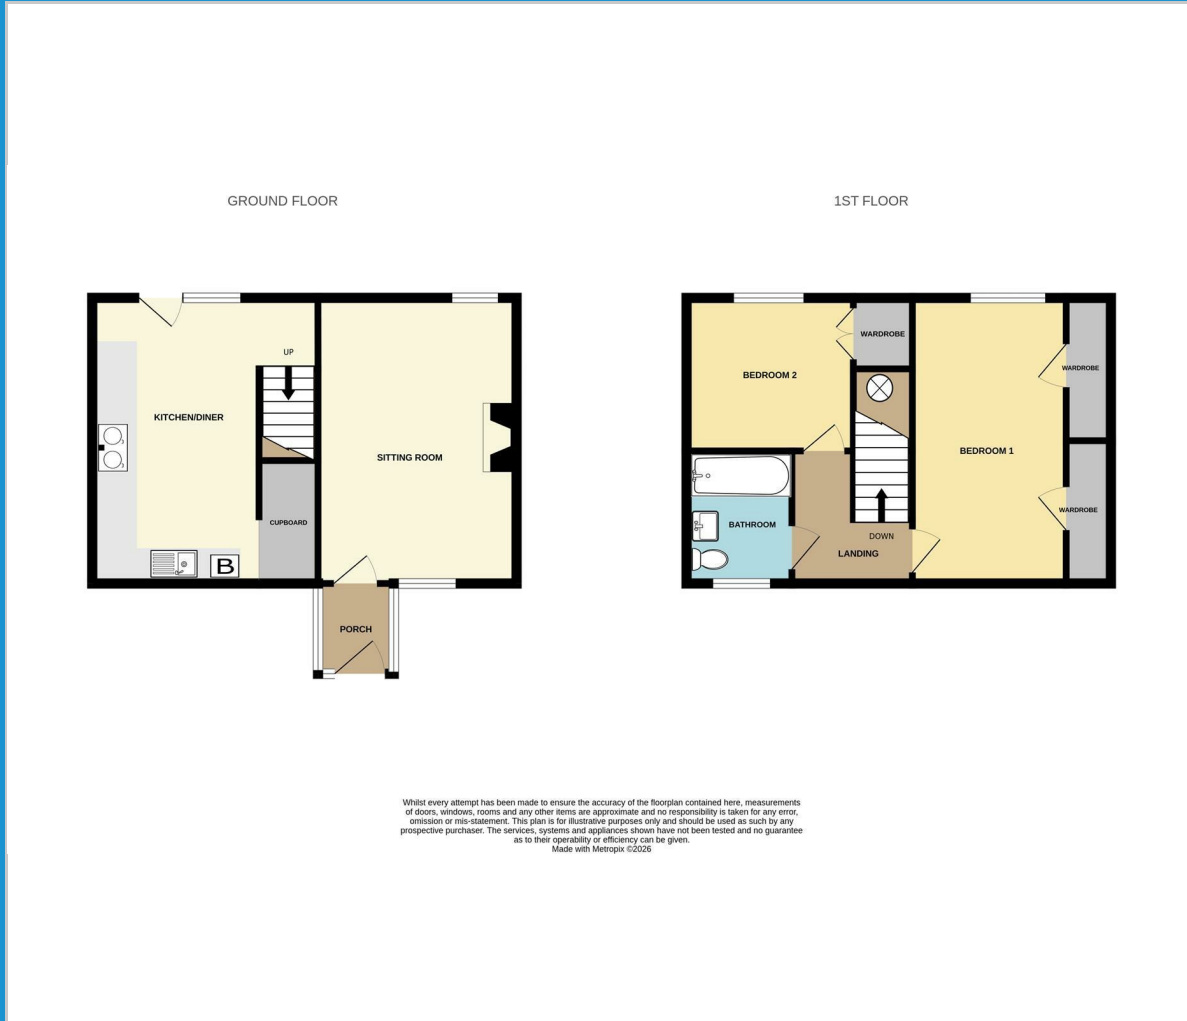 GROUND FLOOR
1ST FLOOR
UP
KITCHEN/DINER
SITTING ROOM
CUPBOARD
B
PORCH
WARDROBE
BEDROOM 2
WARDROBE
BEDROOM 1
WARDROBE
BATHROOM
DOWN
LANDING
Whilst every attempt has been made to ensure the accuracy of the floorplan contained here, measurements
of doors, windows, rooms and any other items are approximate and no responsibility is taken for any error,
omission or mis-statement. This plan is for illustrative purposes only and should be used as such by any
prospective purchaser. The services, systems and appliances shown have not been tested and no guarantee
as to their operability or efficiency can be given.
Made with Metropix ©2026